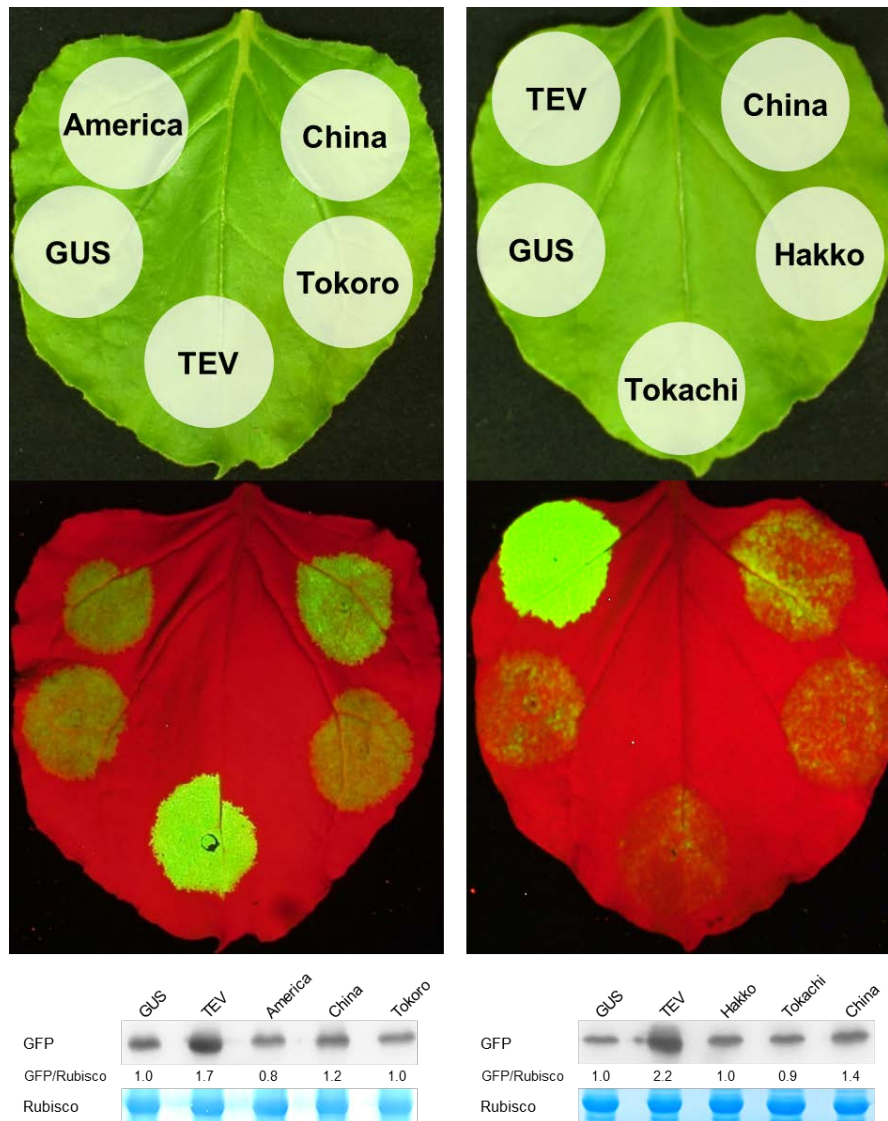 America
China
GUS
Tokoro
TEV
TEV
China
GUS
Hakko
Tokachi
GUS TEV America China Tokoro
GFP
GFP/Rubisco 1.0 1.7 0.8 1.2 1.0
Rubisco
GUS TEV Hakko Tokachi China
GFP
GFP/Rubisco 1.0 2.2 1.0 0.9 1.4
Rubisco